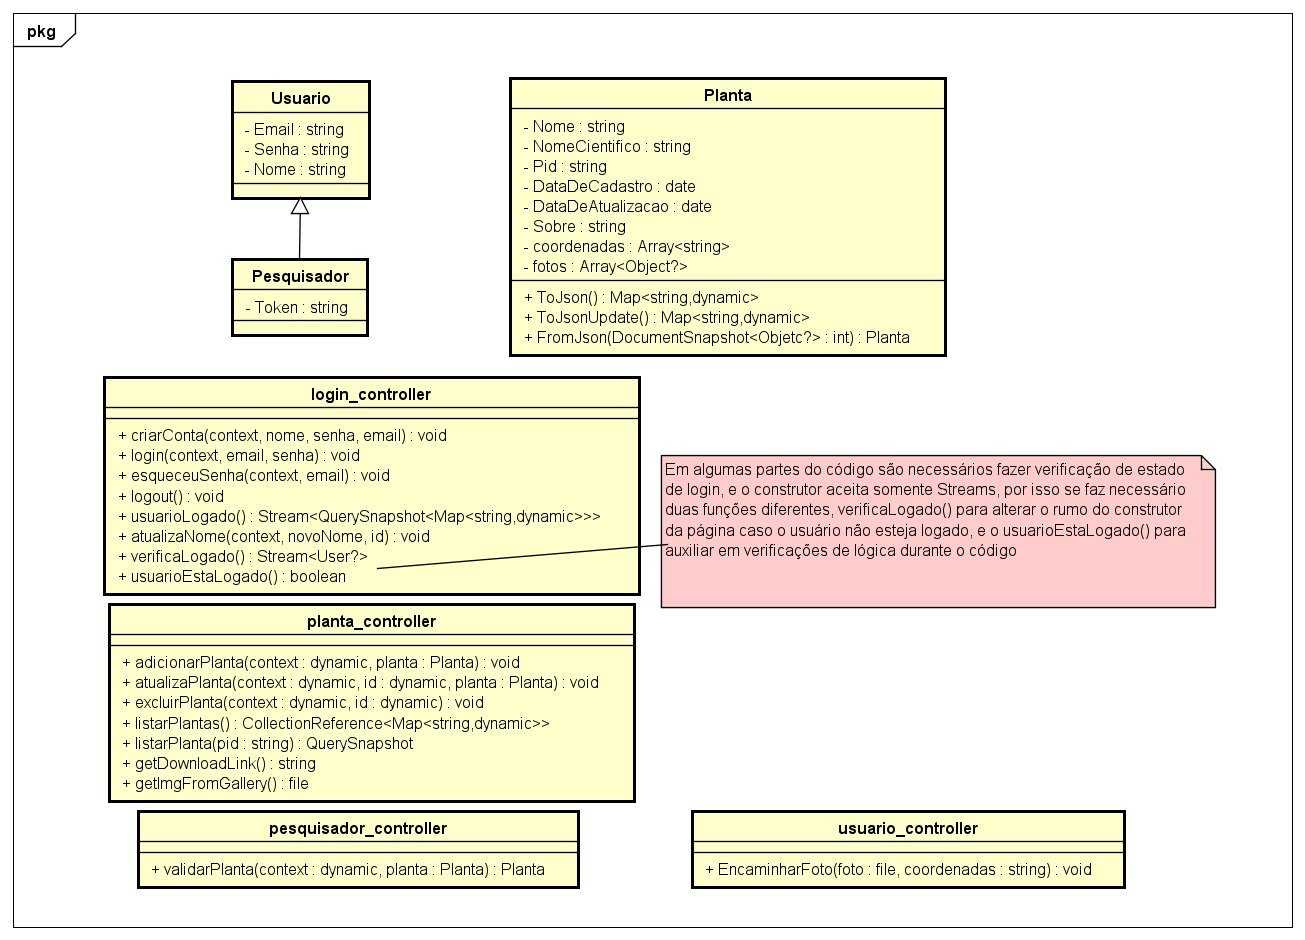 pkg
Usuario
- Email : string
- Senha : string
- Nome : string
Pesquisador
- Token : string
Planta
- Nome : string
- NomeCientifico : string
- Pid : string
- DataDeCadastro : date
- DataDeAtualizacao : date
- Sobre : string
- coordenadas : Array<string>
- fotos : Array<Object?>
+ ToJson() : Map<string,dynamic>
+ ToJsonUpdate() : Map<string,dynamic>
+ FromJson(DocumentSnapshot<Objetc?> : int) : Planta
login_controller
+ criarConta(context, nome, senha, email) : void
+ login(context, email, senha) : void
+ esqueceuSenha(context, email) : void
+ logout() : void
+ usuarioLogado() : Stream<QuerySnapshot<Map<string,dynamic>>>
+ atualizaNome(context, novoNome, id) : void
+ verificaLogado() : Stream<User?>
+ usuarioEstaLogado() : boolean
Em algumas partes do código são necessários fazer verificação de estado
de login, e o construtor aceita somente Streams, por isso se faz necessário
duas funções diferentes, verificaLogado() para alterar o rumo do construtor
da página caso o usuário não esteja logado, e o usuarioEstaLogado() para
auxiliar em verificações de lógica durante o código
planta_controller
+ adicionarPlanta(context : dynamic, planta : Planta) : void
+ atualizaPlanta(context : dynamic, id : dynamic, planta : Planta) : void
+ excluirPlanta(context : dynamic, id : dynamic) : void
+ listarPlantas() : CollectionReference<Map<string,dynamic>>
+ listarPlanta(pid : string) : QuerySnapshot
+ getDownloadLink() : string
+ getImgFromGallery() : file
pesquisador_controller
+ validarPlanta(context : dynamic, planta : Planta) : Planta
usuario_controller
+ EncaminharFoto(foto : file, coordenadas : string) : void